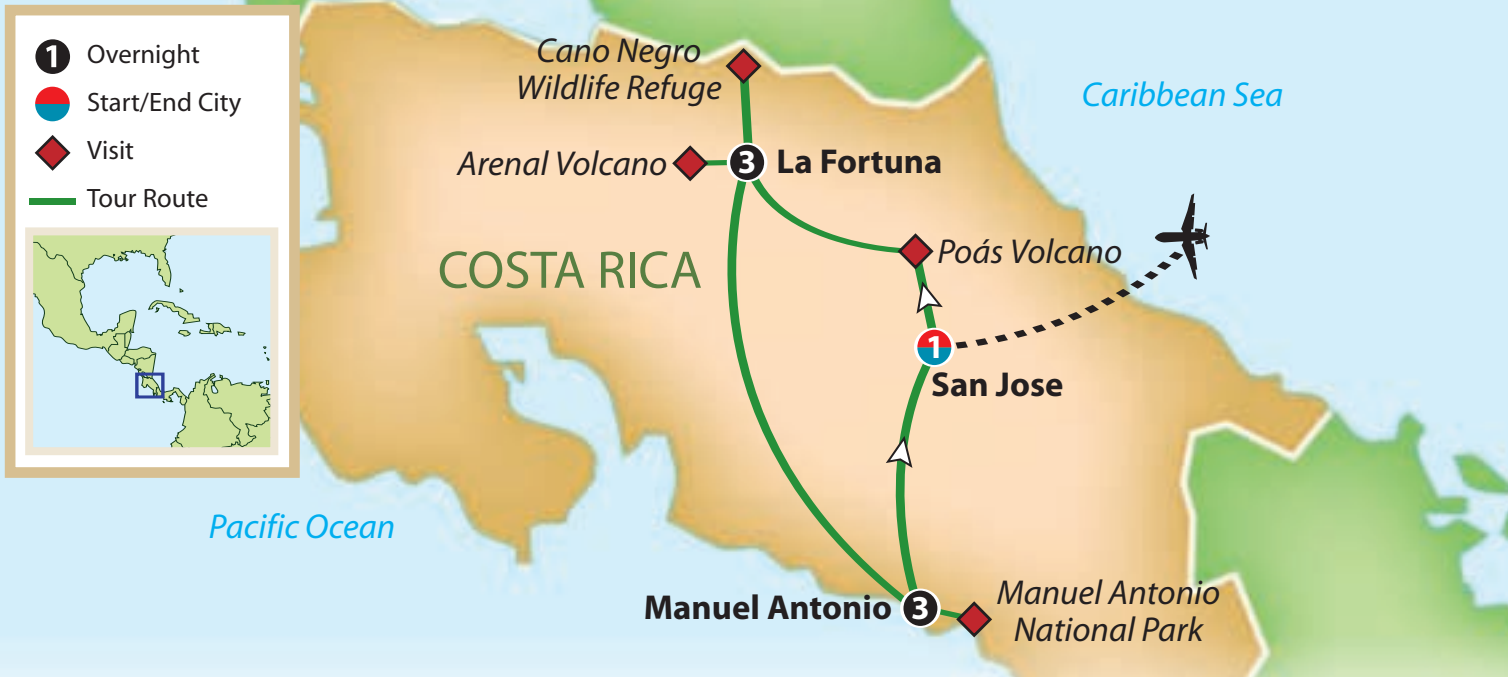 1 Overnight
Start/End City
Visit
Tour Route
Cano Negro
Wildlife Refuge
Caribbean Sea
Arenal Volcano
3 La Fortuna
COSTA RICA
Poás Volcano
1
San Jose
Pacific Ocean
Manuel Antonio 3
Manuel Antonio
National Park